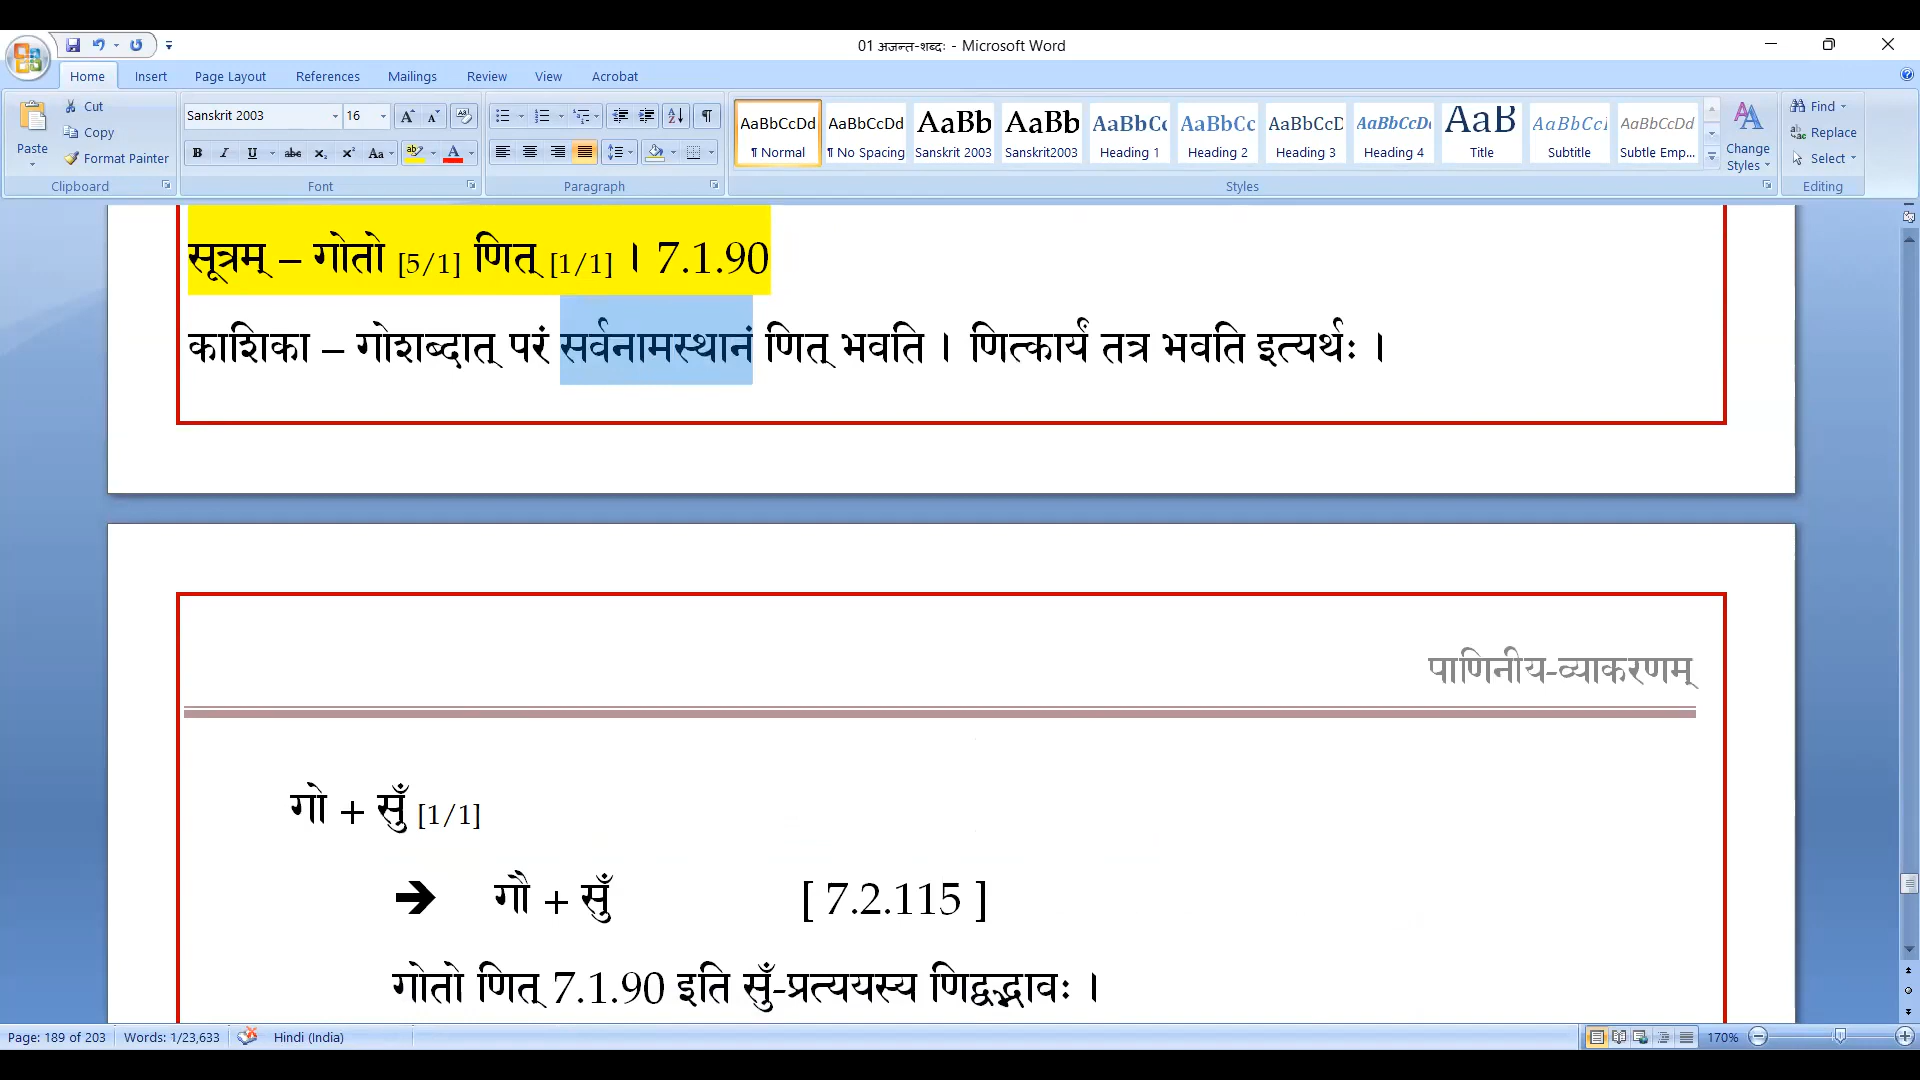 01 अजन्त-शब्दः - Microsoft Word
Home Insert Page Layout References Mailings Review View Acrobat
Paste
Cut
Copy
Format Painter
Clipboard
Sanskrit 2003 16
Font
Paragraph
AaBbCcDd AaBbCcDd AaBb AaBb AaBbCc AaBbCc AaBbCcD AaBbCcDd AaB AaBbCcl AaBbCcDd
¶ Normal ¶ No Spacing Sanskrit 2003 Sanskrit2003 Heading 1 Heading 2 Heading 3 Heading 4 Title Subtitle Subtle Emp...
Styles
Change Styles
Find
Replace
Select
Editing
सूत्रम् – गोतो [5/1] णित् [1/1] । 7.1.90
काशिका – गोशब्दात् परं सर्वनामस्थानं णित् भवति । णित्कार्यं तत्र भवति इत्यर्थः ।
पाणिनीय-व्याकरणम्
गो + सुँ [1/1]
➔ गौ + सुँ [ 7.2.115 ]
गोतो णित् 7.1.90 इति सुँ-प्रत्ययस्य णिद्वद्भावः ।
Page: 189 of 203 Words: 1/23,633 Hindi (India) 170%